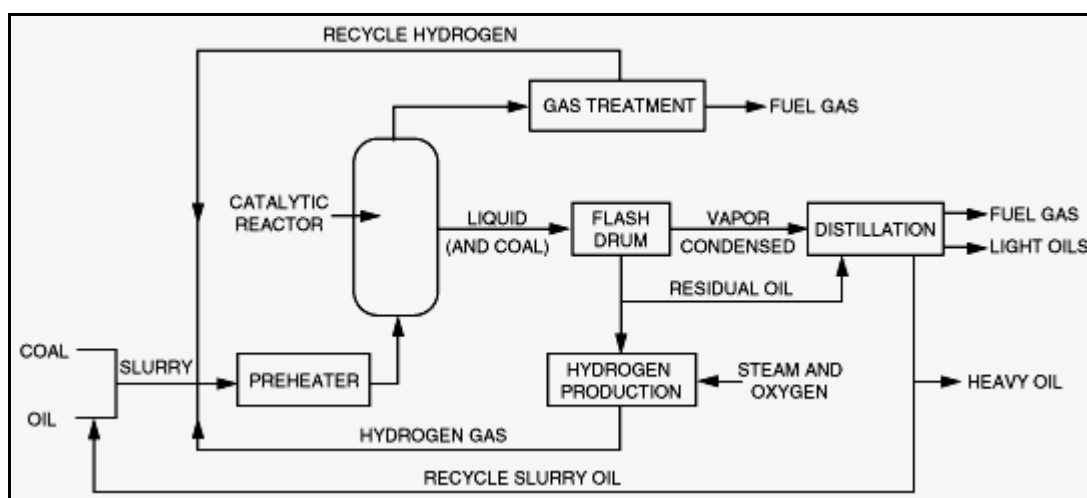 RECYCLE HYDROGEN
GAS TREATMENT
FUEL GAS
CATALYTIC
REACTOR
LIQUID
(AND COAL)
FLASH
DRUM
VAPOR
CONDENSED
DISTILLATION
FUEL GAS
LIGHT OILS
RESIDUAL OIL
COAL
SLURRY
OIL
PREHEATER
HYDROGEN
PRODUCTION
STEAM AND
OXYGEN
HEAVY OIL
HYDROGEN GAS
RECYCLE SLURRY OIL